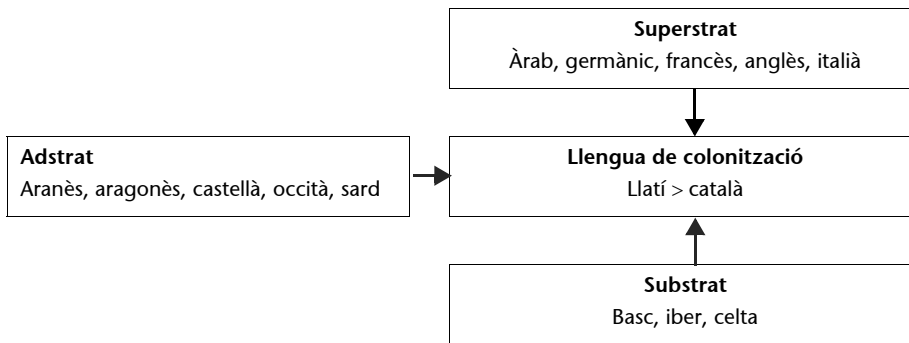 Superstrat
Àrab, germànic, francès, anglès, italià
Adstrat
Aranès, aragonès, castellà, occità, sard
Llengua de colonització
Llatí > català
Substrat
Basc, iber, celta